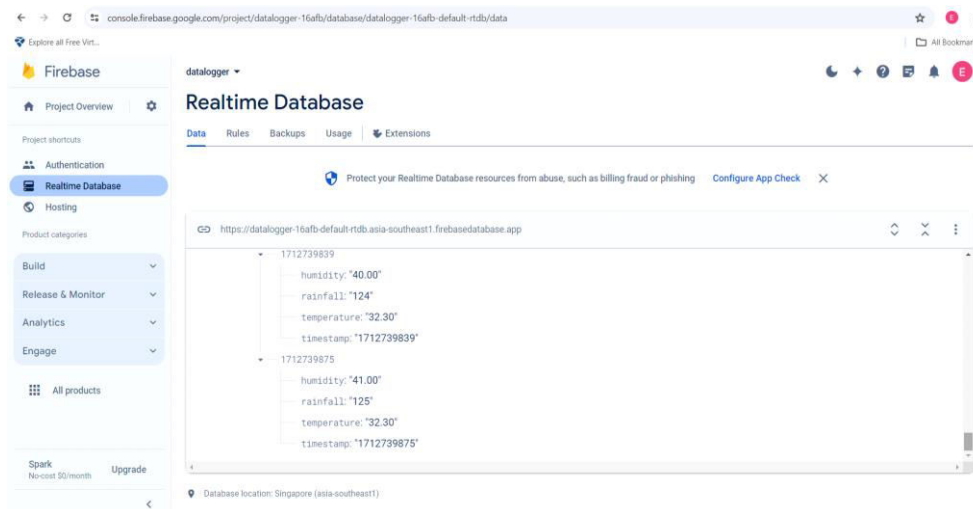 console.firebase.google.com/project/datalogger-16afb/database/datalogger-16afb-default-rtdb/data
Explore all Free Virt...
All Bookmar
Firebase
datalogger
E
Project Overview
Realtime Database
Project shortcuts
Data Rules Backups Usage Extensions
Authentication
Realtime Database
Hosting
Protect your Realtime Database resources from abuse, such as billing fraud or phishing Configure App Check
Product categories
https://datalogger-16afb-default-rtdb.asia-southeast1.firebasedatabase.app
Build
Release & Monitor
Analytics
Engage
All products
1712739839
humidity: "40.00"
rainfall: "124"
temperature: "32.30"
timestamp: "1712739839"
1712739875
humidity: "41.00"
rainfall: "125"
temperature: "32.30"
timestamp: "1712739875"
Spark
No-cost $0/month
Upgrade
Database location: Singapore (asia-southeast1)